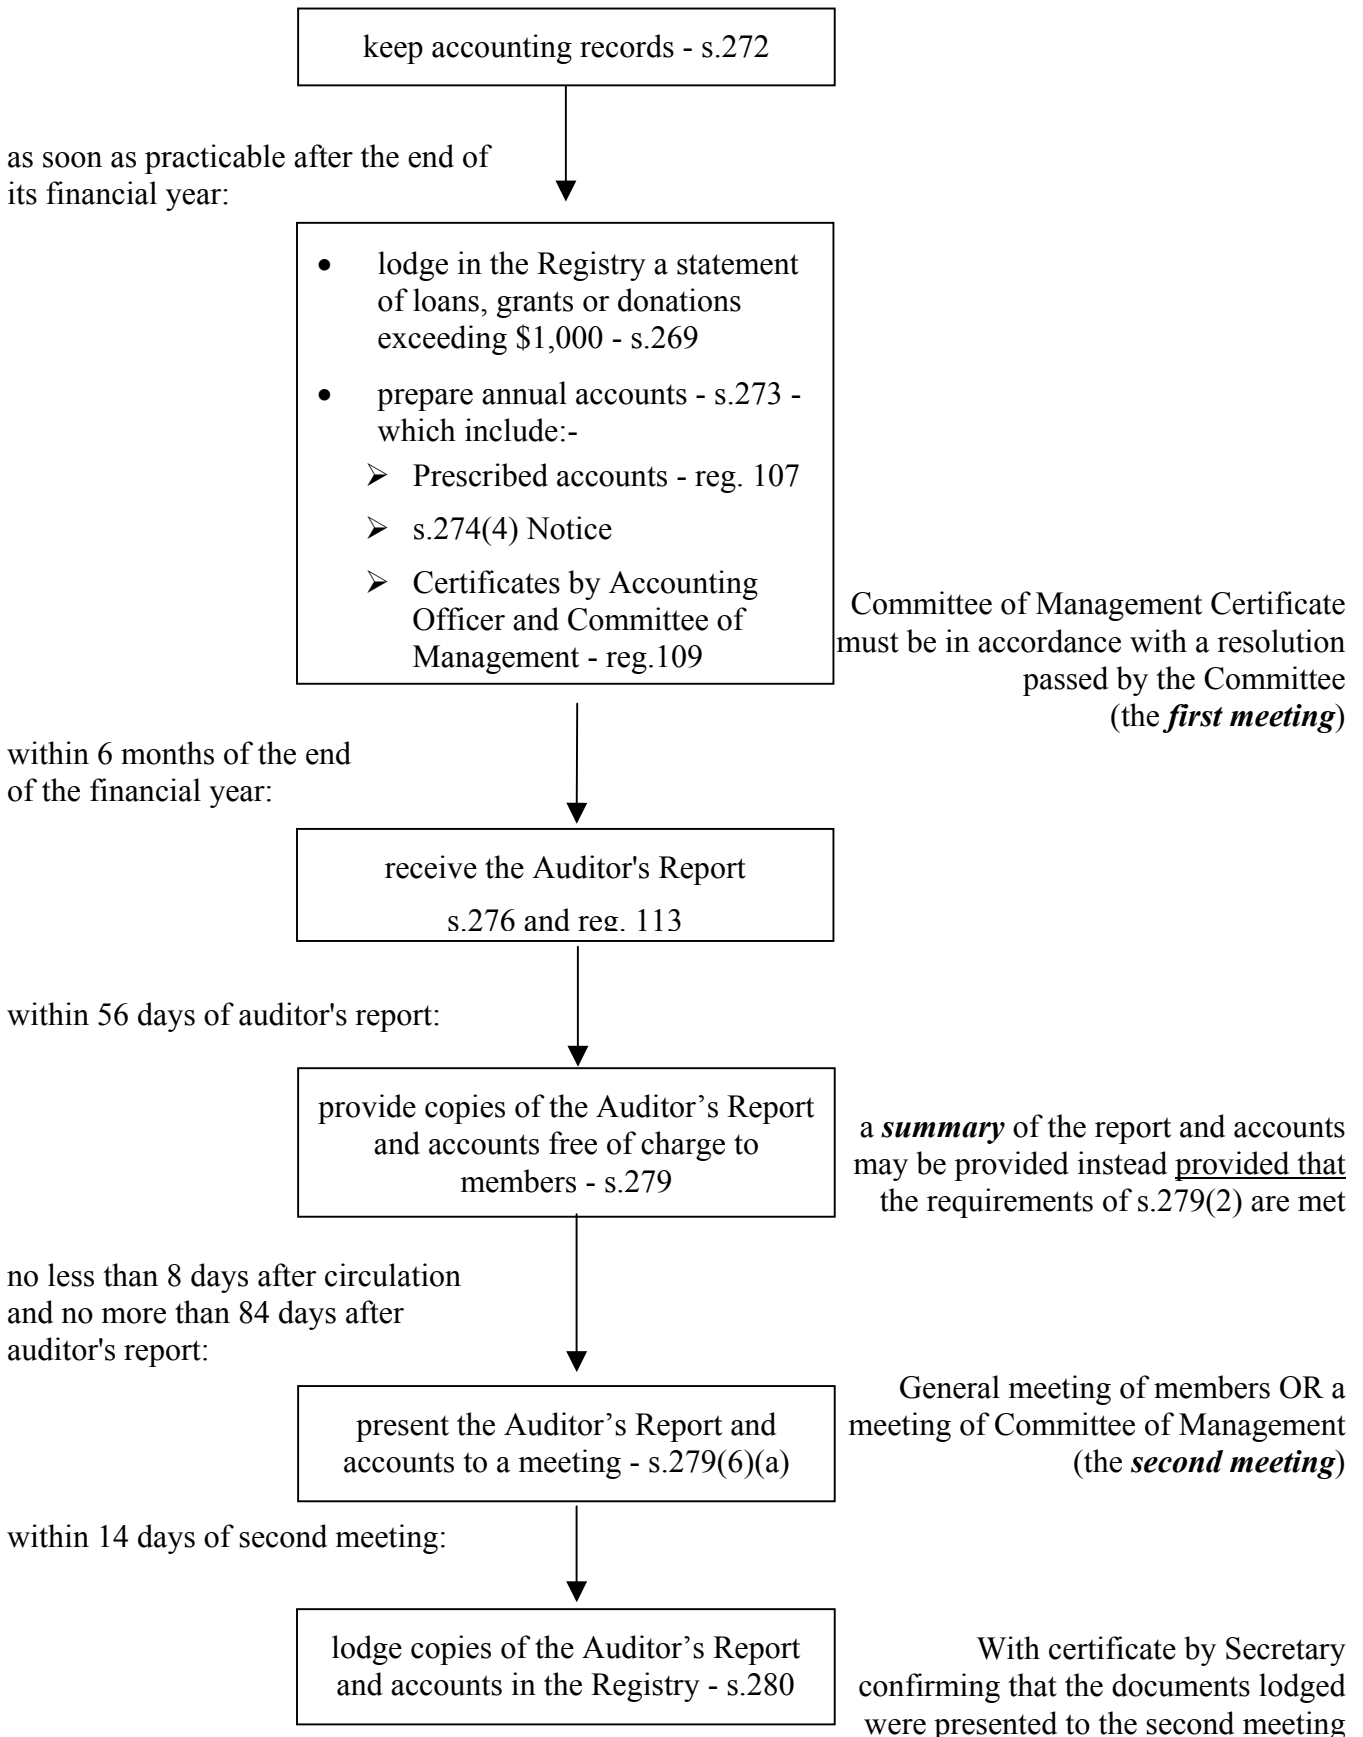 keep accounting records - s.272
as soon as practicable after the end of
its financial year:
• lodge in the Registry a statement
of loans, grants or donations
exceeding $1,000 - s.269
• prepare annual accounts - s.273 -
which include:-
➢ Prescribed accounts - reg. 107
➢ s.274(4) Notice
➢ Certificates by Accounting
Officer and Committee of
Management - reg.109
Committee of Management Certificate
must be in accordance with a resolution
passed by the Committee
(the first meeting)
within 6 months of the end
of the financial year:
receive the Auditor's Report
s.276 and reg. 113
within 56 days of auditor's report:
provide copies of the Auditor’s Report
and accounts free of charge to
members - s.279
a summary of the report and accounts
may be provided instead provided that
the requirements of s.279(2) are met
no less than 8 days after circulation
and no more than 84 days after
auditor's report:
present the Auditor’s Report and
accounts to a meeting - s.279(6)(a)
General meeting of members OR a
meeting of Committee of Management
(the second meeting)
within 14 days of second meeting:
lodge copies of the Auditor’s Report
and accounts in the Registry - s.280
With certificate by Secretary
confirming that the documents lodged
were presented to the second meeting